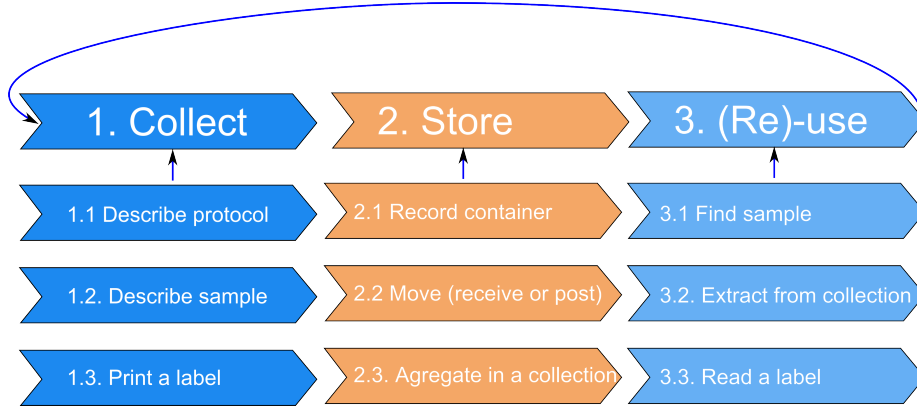 1. Collect
2. Store
3. (Re)-use
1.1 Describe protocol
2.1 Record container
3.1 Find sample
1.2. Describe sample
2.2 Move (receive or post)
3.2. Extract from collection
1.3. Print a label
2.3. Agregate in a collection
3.3. Read a label